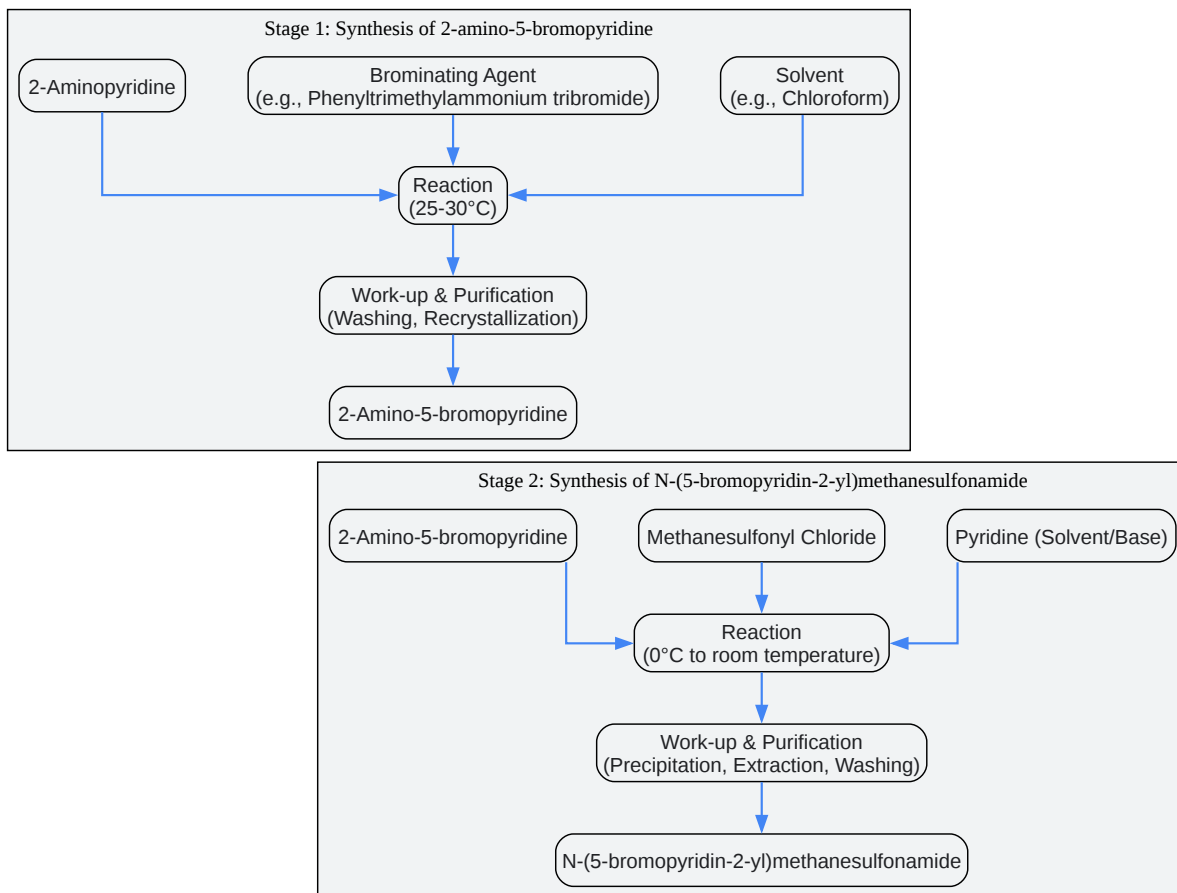 Stage 1: Synthesis of 2-amino-5-bromopyridine
2-Aminopyridine
Brominating Agent
(e.g., Phenyltrimethylammonium tribromide)
Solvent
(e.g., Chloroform)
Reaction
(25-30°C)
Work-up & Purification
(Washing, Recrystallization)
2-Amino-5-bromopyridine
Stage 2: Synthesis of N-(5-bromopyridin-2-yl)methanesulfonamide
2-Amino-5-bromopyridine
Methanesulfonyl Chloride
Pyridine (Solvent/Base)
Reaction
(0°C to room temperature)
Work-up & Purification
(Precipitation, Extraction, Washing)
N-(5-bromopyridin-2-yl)methanesulfonamide